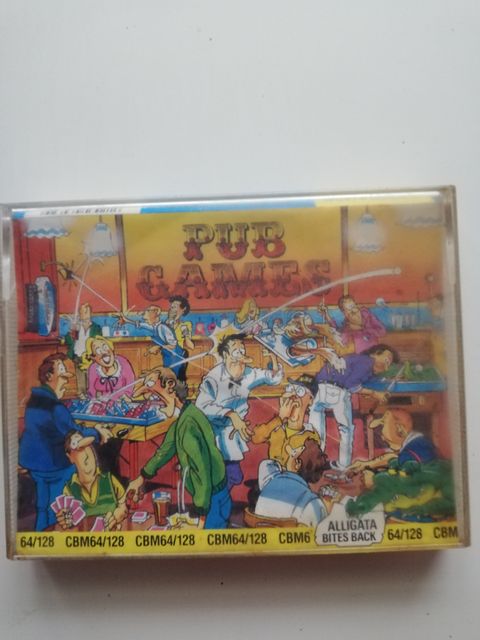 PUB
GAMES
64/128 CBM64/128 CBM64/128 CBM64/128 CBM6
ALLIGATA
BITES BACK
64/128 CBM